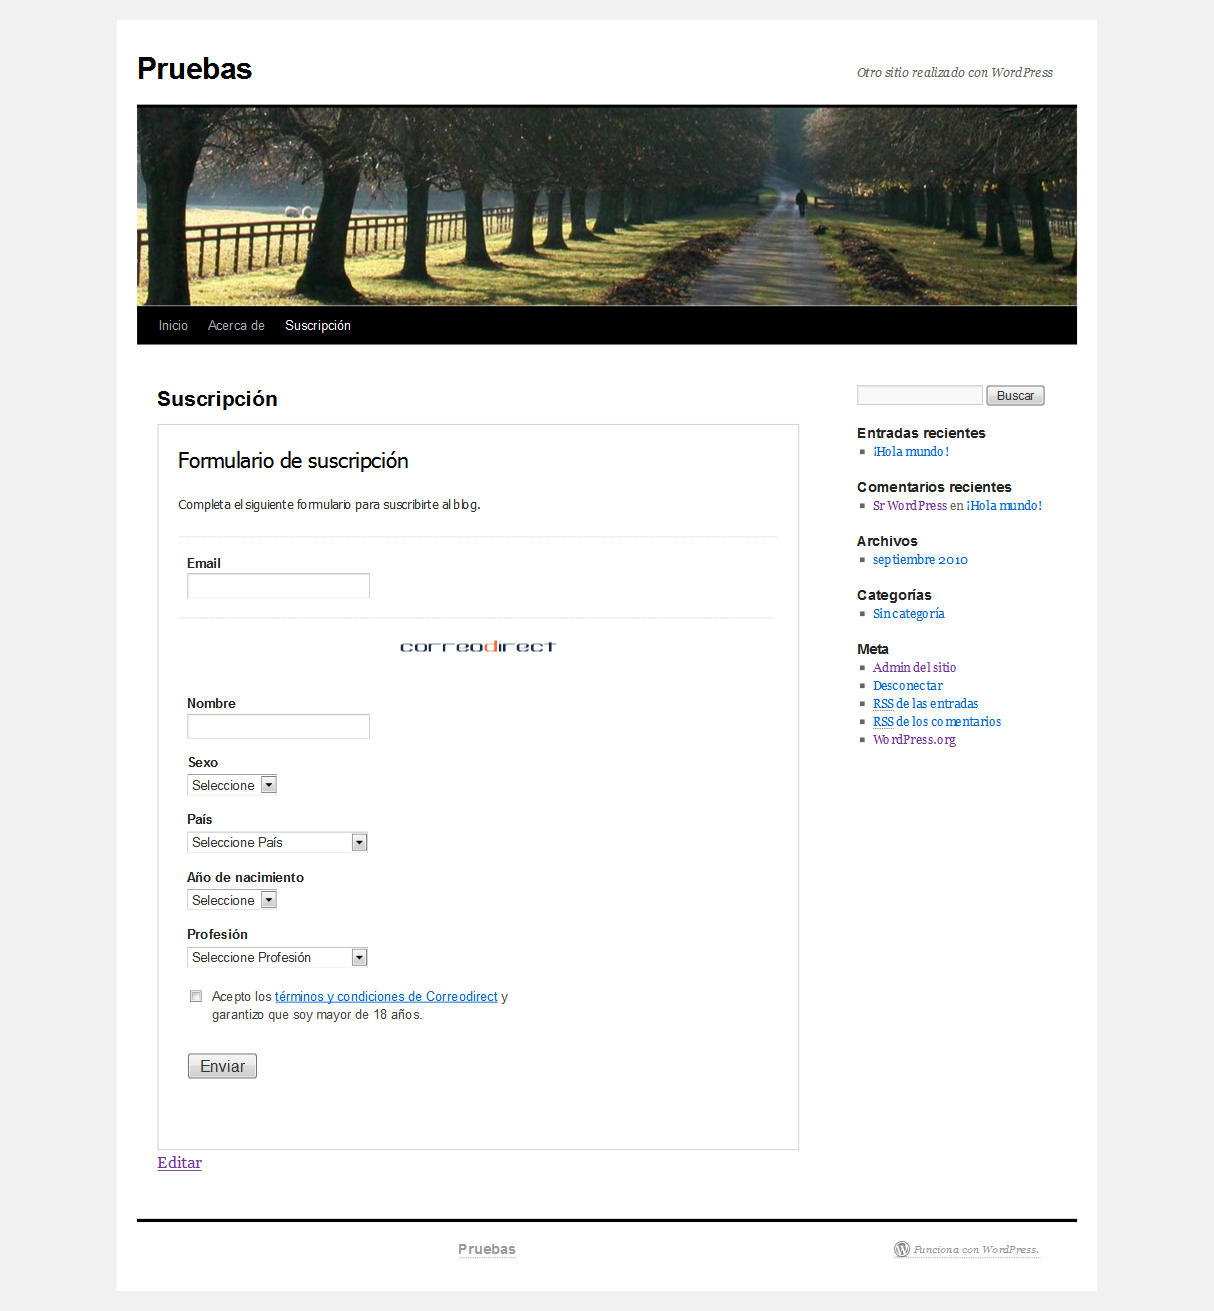 Pruebas
Otro sitio realizado con WordPress
Inicio Acerca de Suscripción
Suscripción
Formulario de suscripción
Completa el siguiente formulario para suscribirte al blog.
Email
correodirect
Nombre
Sexo
Seleccione
País
Seleccione País
Año de nacimiento
Seleccione
Profesión
Seleccione Profesión
Acepto los términos y condiciones de Correodirect y
garantizo que soy mayor de 18 años.
Enviar
Editar
Buscar
Entradas recientes
¡Hola mundo!
Comentarios recientes
Sr WordPress en ¡Hola mundo!
Archivos
septiembre 2010
Categorías
Sin categoría
Meta
Admin del sitio
Desconectar
RSS de las entradas
RSS de los comentarios
WordPress.org
Pruebas
Funciona con WordPress.